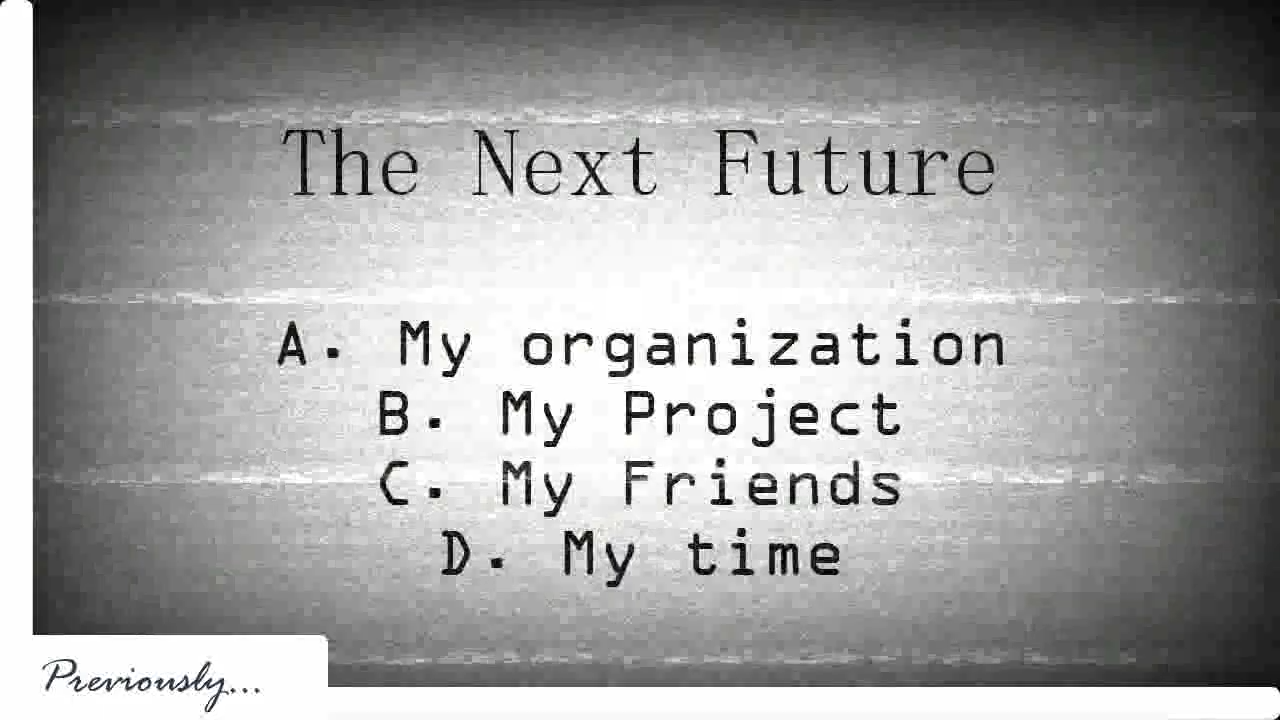 The Next Future
A. My organization
B. My Project
C. My Friends
D. My time
Previously...